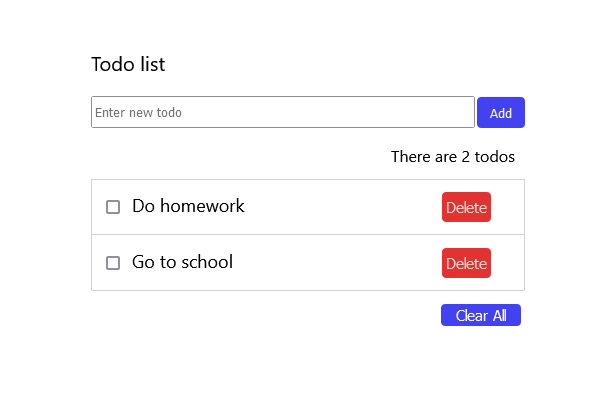 Todo list
Enter new todo
Add
There are 2 todos
Do homework
Delete
Go to school
Delete
Clear All